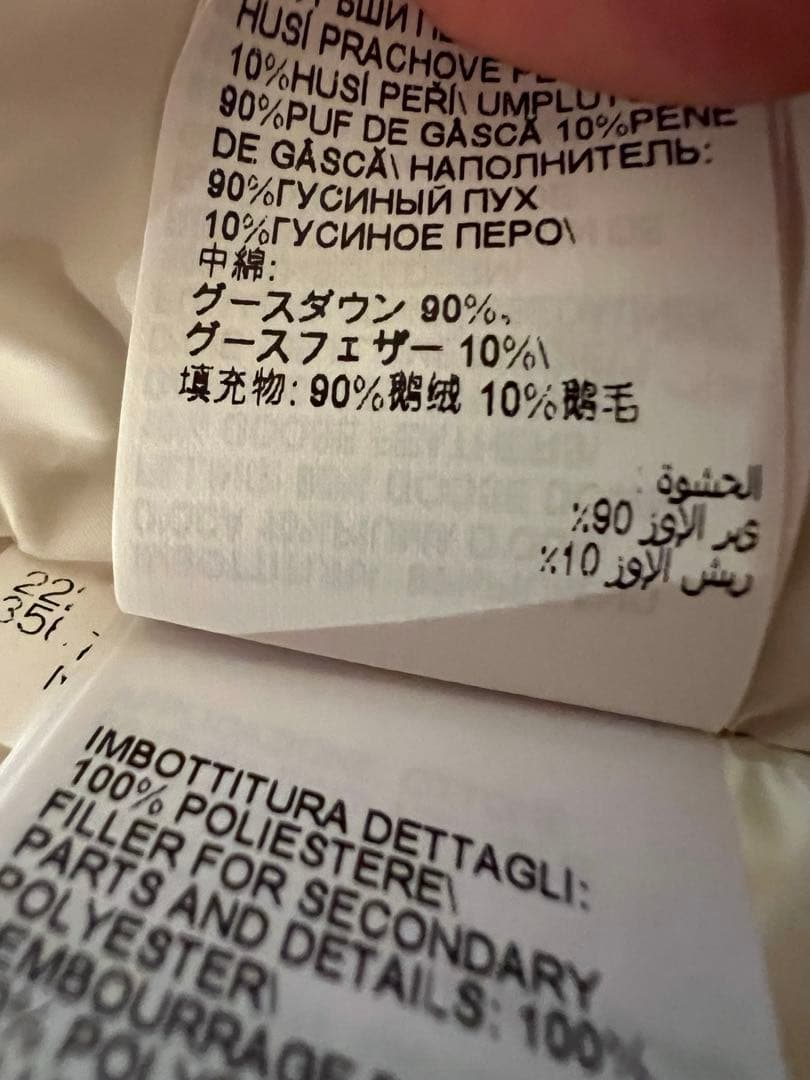 HUSÍ PRACHOVÉ
10%HUSÍ PEŘÍ\
90%PUF DE GÂSCĂ 10%PENE
DE GÂSCĂ\ НАПОЛНИТЕЛЬ:
90%ГУСИНЫЙ ПУХ
10%ГУСИНОЕ ПЕРО\
中綿:
グースダウン 90%、
グースフェザー 10%\
填充物: 90%鹅绒 10%鹅毛
الحشوة :
الإوز 90%
ريش الإوز 10%
IMBOTTITURA DETTAGLI:
100% POLIESTERE\
FILLER FOR SECONDARY
PARTS AND DETAILS: 100%
POLYESTER\